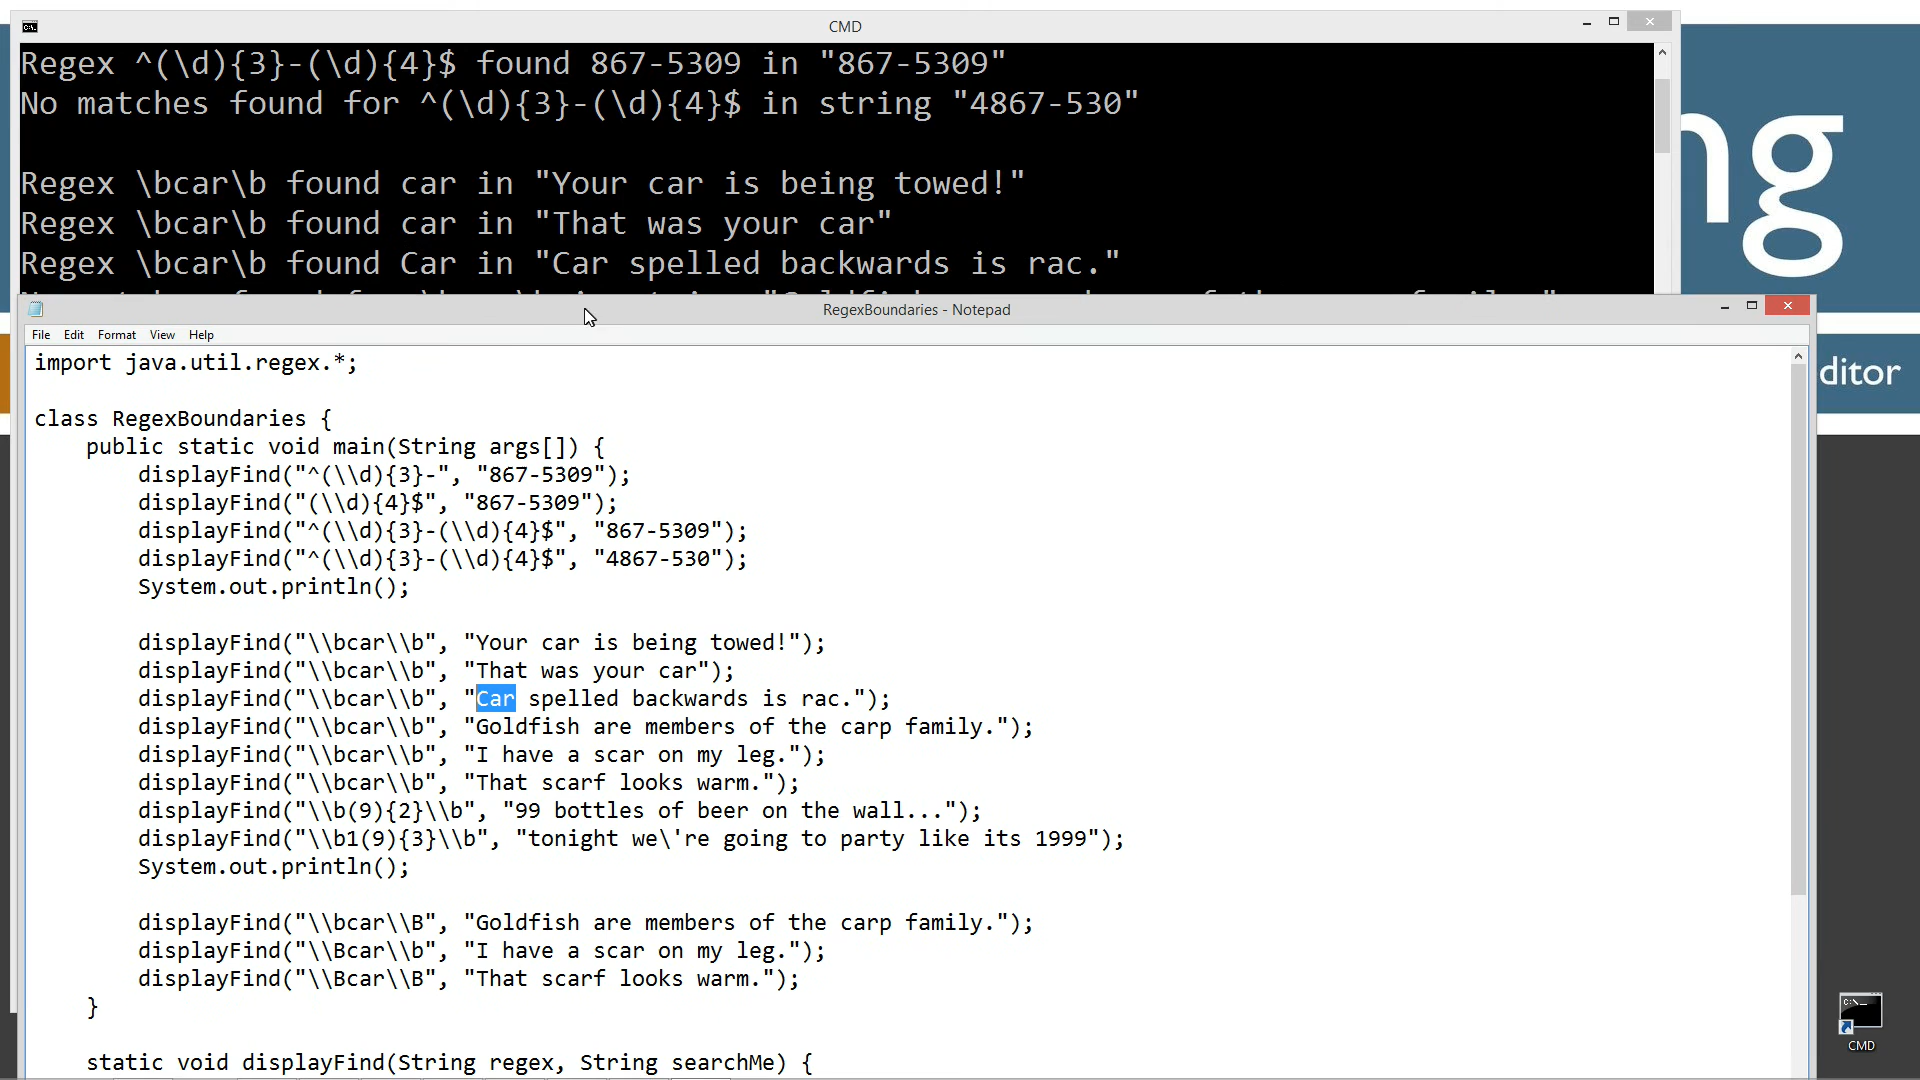 CMD
Regex ^(\d){3}-(\d){4}$ found 867-5309 in "867-5309"
No matches found for ^(\d){3}-(\d){4}$ in string "4867-530"
Regex \bcar\b found car in "Your car is being towed!"
Regex \bcar\b found car in "That was your car"
Regex \bcar\b found Car in "Car spelled backwards is rac."
ng
ditor
RegexBoundaries - Notepad
File Edit Format View Help
import java.util.regex.*;
class RegexBoundaries {
public static void main(String args[]) {
displayFind("^(\\d){3}-", "867-5309");
displayFind("(\\d){4}$", "867-5309");
displayFind("^(\\d){3}-(\\d){4}$", "867-5309");
displayFind("^(\\d){3}-(\\d){4}$", "4867-530");
System.out.println();
displayFind("\\bcar\\b", "Your car is being towed!");
displayFind("\\bcar\\b", "That was your car");
displayFind("\\bcar\\b", "Car spelled backwards is rac.");
displayFind("\\bcar\\b", "Goldfish are members of the carp family.");
displayFind("\\bcar\\b", "I have a scar on my leg.");
displayFind("\\bcar\\b", "That scarf looks warm.");
displayFind("\\b(9){2}\\b", "99 bottles of beer on the wall...");
displayFind("\\b1(9){3}\\b", "tonight we\'re going to party like its 1999");
System.out.println();
displayFind("\\bcar\\B", "Goldfish are members of the carp family.");
displayFind("\\Bcar\\b", "I have a scar on my leg.");
displayFind("\\Bcar\\B", "That scarf looks warm.");
}
static void displayFind(String regex, String searchMe) {
CMD